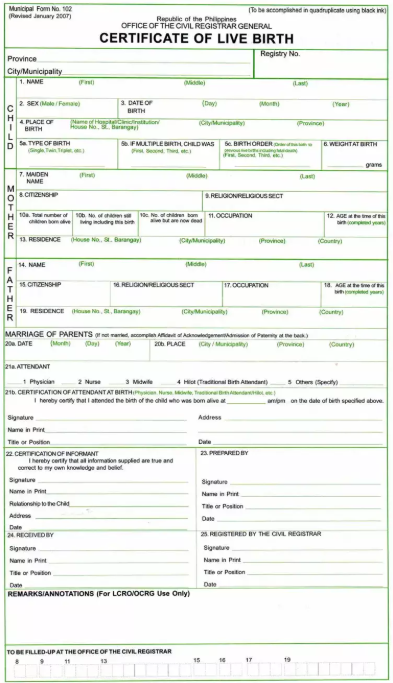 Municipal Form No. 102 (To be accomplished in quadruplicate using black ink)
(Revised January 2007) Republic of the Philippines
OFFICE OF THE CIVIL REGISTRAR GENERAL
CERTIFICATE OF LIVE BIRTH
Province Registry No.
City/Municipality
CHILD
1. NAME (First) (Middle) (Last)
2. SEX (Male / Female) 3. DATE OF BIRTH (Day) (Month) (Year)
4. PLACE OF BIRTH (Name of Hospital/Clinic/Institution/ House No., St., Barangay) (City/Municipality) (Province)
5a. TYPE OF BIRTH (Single, Twin, Triplet, etc.)
5b. IF MULTIPLE BIRTH, CHILD WAS (First, Second, Third, etc.)
5c. BIRTH ORDER (Order of this birth to previous live births including fetal death) (First, Second, Third, etc.)
6. WEIGHT AT BIRTH
grams
MOTHER
7. MAIDEN NAME (First) (Middle) (Last)
8. CITIZENSHIP 9. RELIGION/RELIGIOUS SECT
10a. Total number of children born alive
10b. No. of children still living including this birth
10c. No. of children born alive but are now dead
11. OCCUPATION
12. AGE at the time of this birth (completed years)
13. RESIDENCE (House No., St., Barangay) (City/Municipality) (Province) (Country)
FATHER
14. NAME (First) (Middle) (Last)
15. CITIZENSHIP 16. RELIGION/RELIGIOUS SECT 17. OCCUPATION 18. AGE at the time of this birth (completed years)
19. RESIDENCE (House No., St., Barangay) (City/Municipality) (Province) (Country)
MARRIAGE OF PARENTS (If not married, accomplish Affidavit of Acknowledgement/Admission of Paternity at the back.)
20a. DATE (Month) (Day) (Year) 20b. PLACE (City / Municipality) (Province) (Country)
21a. ATTENDANT
1 Physician 2 Nurse 3 Midwife 4 Hilot (Traditional Birth Attendant) 5 Others (Specify)
21b. CERTIFICATION OF ATTENDANT AT BIRTH (Physician, Nurse, Midwife, Traditional Birth Attendant/Hilot, etc.)
I hereby certify that I attended the birth of the child who was born alive at am/pm on the date of birth specified above.
Signature Address
Name in Print
Title or Position Date
22. CERTIFICATION OF INFORMANT
I hereby certify that all information supplied are true and
correct to my own knowledge and belief.
Signature
Name in Print
Relationship to the Child
Address
Date
23. PREPARED BY
Signature
Name in Print
Title or Position
Date
24. RECEIVED BY
Signature
Name in Print
Title or Position
Date
25. REGISTERED BY THE CIVIL REGISTRAR
Signature
Name in Print
Title or Position
Date
REMARKS/ANNOTATIONS (For LCRO/OCRG Use Only)
TO BE FILLED-UP AT THE OFFICE OF THE CIVIL REGISTRAR
8 9 11 13 15 16 17 19